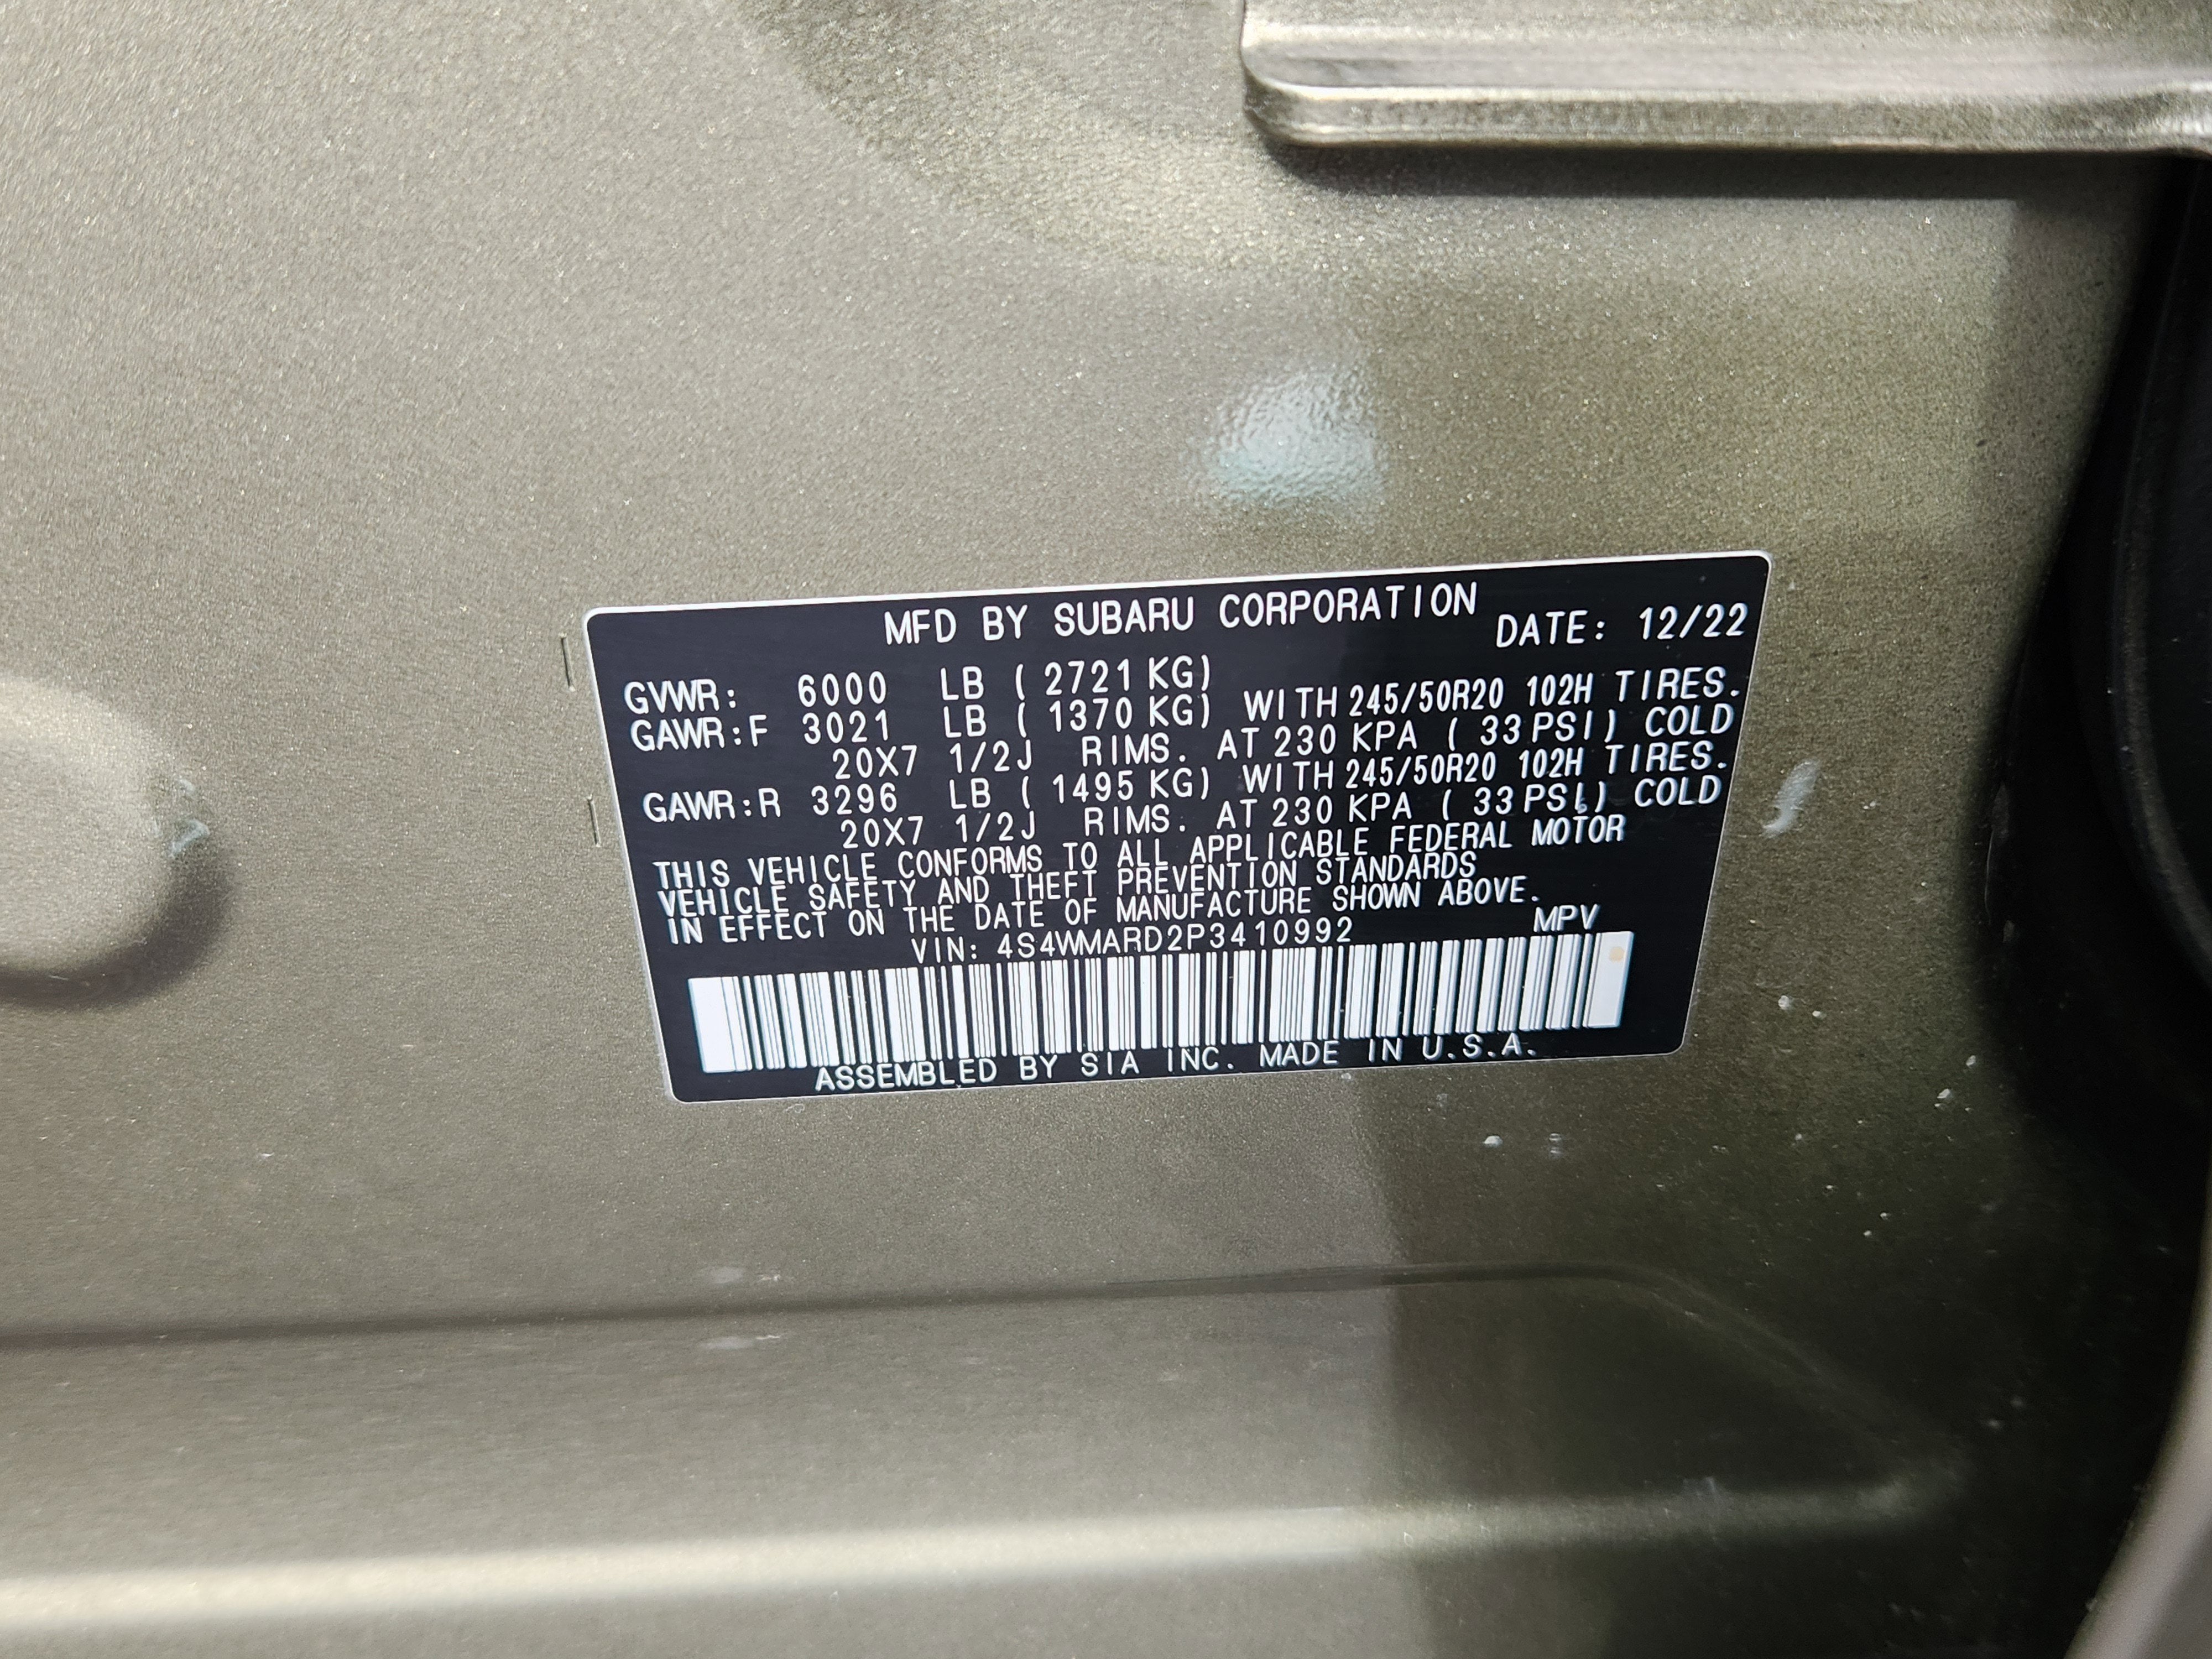 MFD BY SUBARU CORPORATION
DATE: 12/22
GVWR: 6000 LB ( 2721 KG)
GAWR:F 3021 LB ( 1370 KG) WITH 245/50R20 102H TIRES.
20X7 1/2J RIMS. AT 230 KPA ( 33 PSI) COLD
GAWR:R 3296 LB ( 1495 KG) WITH 245/50R20 102H TIRES.
20X7 1/2J RIMS. AT 230 KPA ( 33 PSI) COLD
THIS VEHICLE CONFORMS TO ALL APPLICABLE FEDERAL MOTOR
VEHICLE SAFETY AND THEFT PREVENTION STANDARDS
IN EFFECT ON THE DATE OF MANUFACTURE SHOWN ABOVE.
VIN: 4S4WMARD2P3410992 MPV
ASSEMBLED BY SIA INC. MADE IN U.S.A.